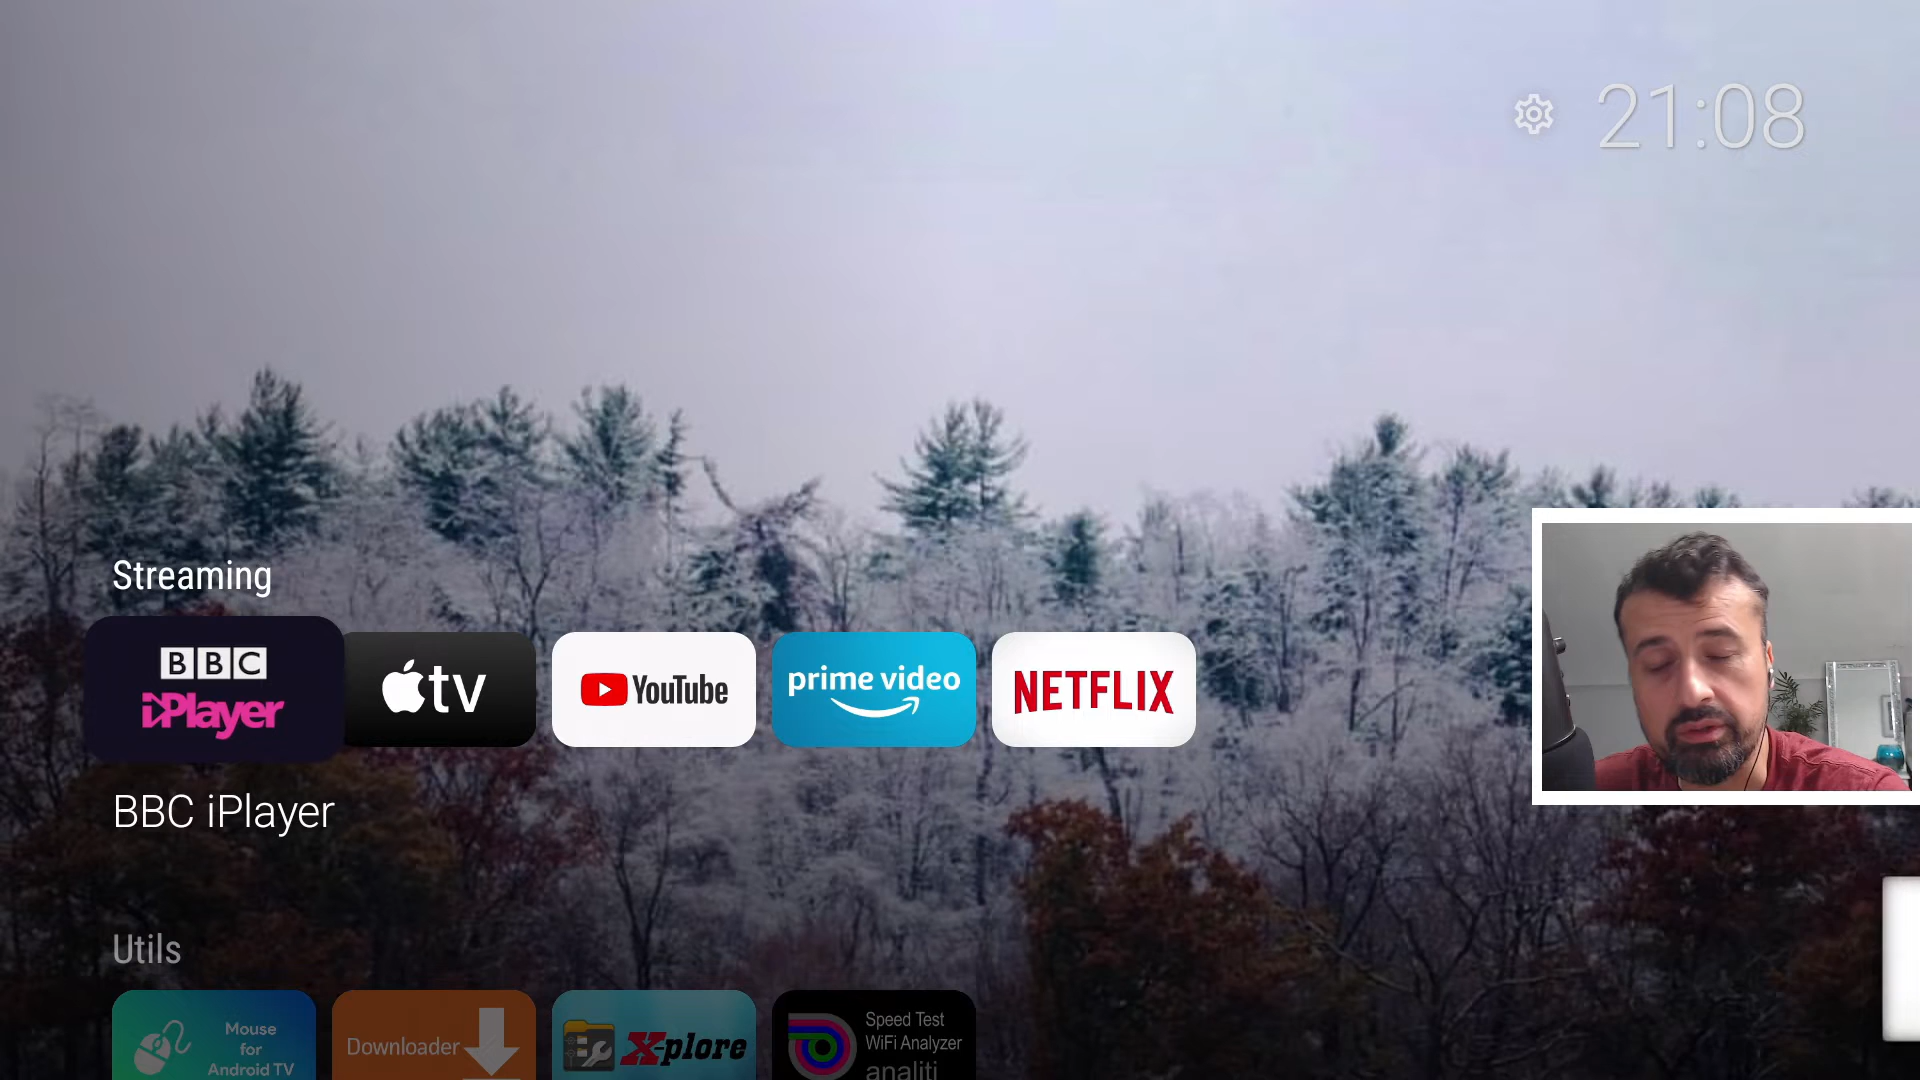 21:08
Streaming
BBC
iPlayer
tv
YouTube
prime video
NETFLIX
BBC iPlayer
Utils
Mouse
for
Android TV
Downloader
X-plore
Speed Test
WiFi Analyzer
analiti